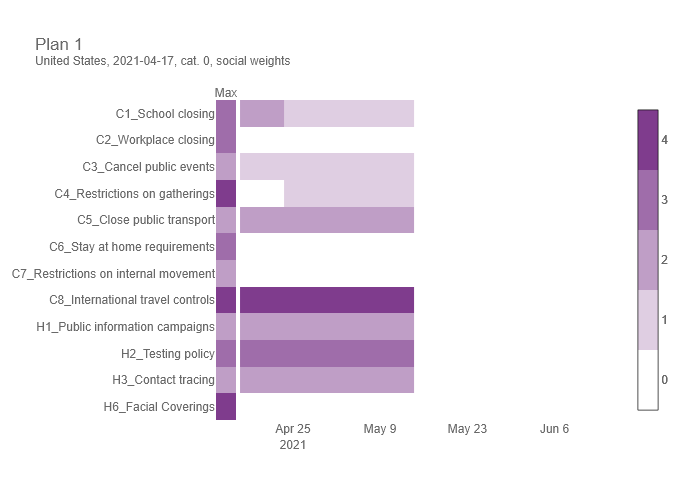 Plan 1
United States, 2021-04-17, cat. 0, social weights
Max
C1_School closing
C2_Workplace closing
C3_Cancel public events
C4_Restrictions on gatherings
C5_Close public transport
C6_Stay at home requirements
C7_Restrictions on internal movement
C8_International travel controls
H1_Public information campaigns
H2_Testing policy
H3_Contact tracing
H6_Facial Coverings
Apr 25 May 9 May 23 Jun 6
2021
4
3
2
1
0